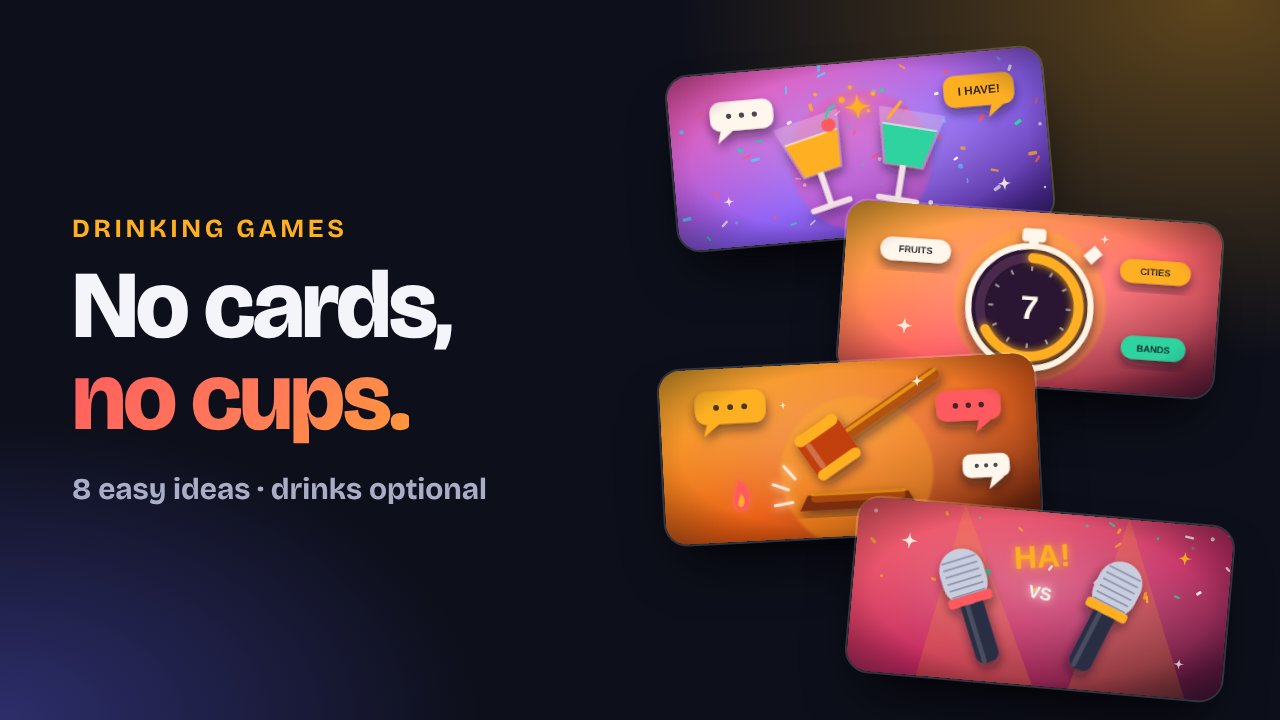 DRINKING GAMES
No cards,
no cups.
8 easy ideas · drinks optional
I HAVE!
FRUITS
CITIES
7
BANDS
HA!
VS